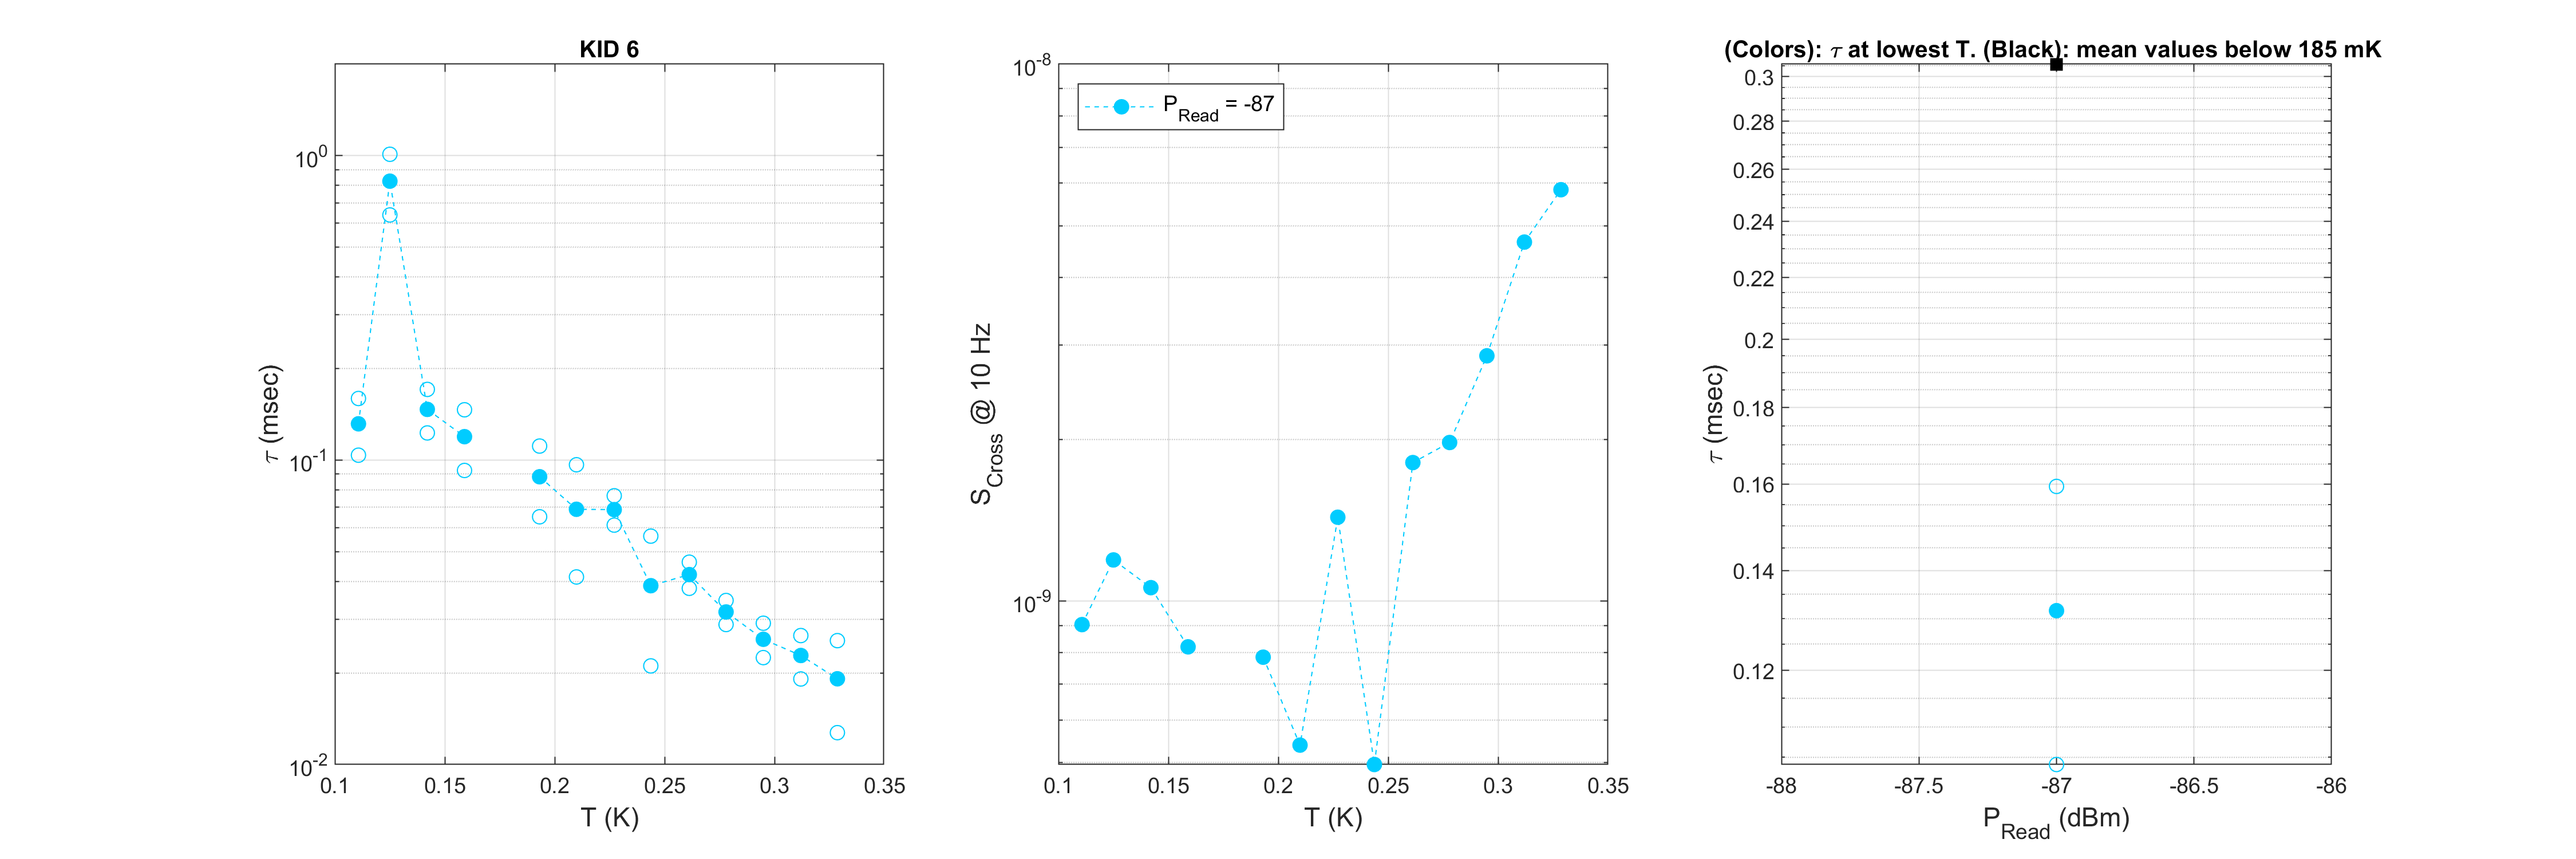 KID 6
10^0
10^-1
10^-2
τ (msec)
0.1 0.15 0.2 0.25 0.3 0.35
T (K)
P_Read = -87
10^-8
10^-9
S_Cross @ 10 Hz
0.1 0.15 0.2 0.25 0.3 0.35
T (K)
(Colors): τ at lowest T. (Black): mean values below 185 mK
0.3
0.28
0.26
0.24
0.22
0.2
0.18
0.16
0.14
0.12
τ (msec)
-88 -87.5 -87 -86.5 -86
P_Read (dBm)